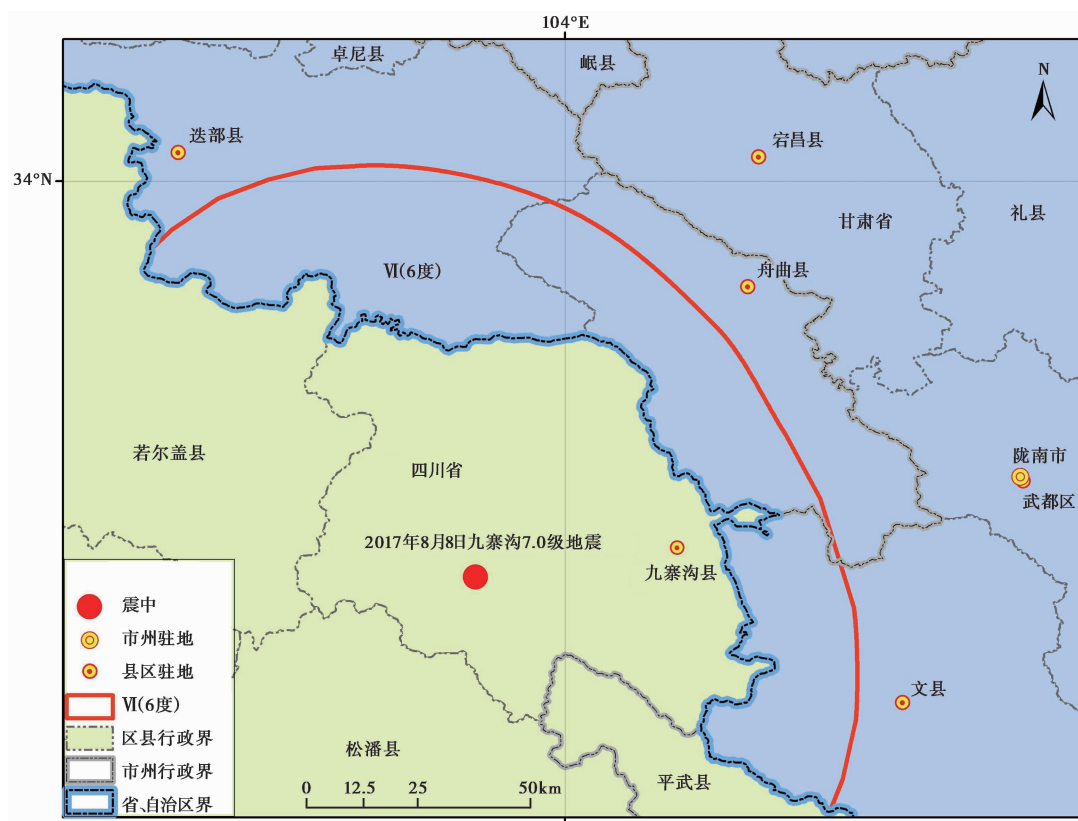 104°E
卓尼县
岷县
N
迭部县
宕昌县
34°N
甘肃省
礼县
Ⅵ(6度)
舟曲县
若尔盖县
四川省
陇南市
武都区
2017年8月8日九寨沟7.0级地震
九寨沟县
震中
市州驻地
县区驻地
Ⅵ(6度)
文县
区县行政界
松潘县
市州行政界
平武县
省、自治区界
0 12.5 25 50km